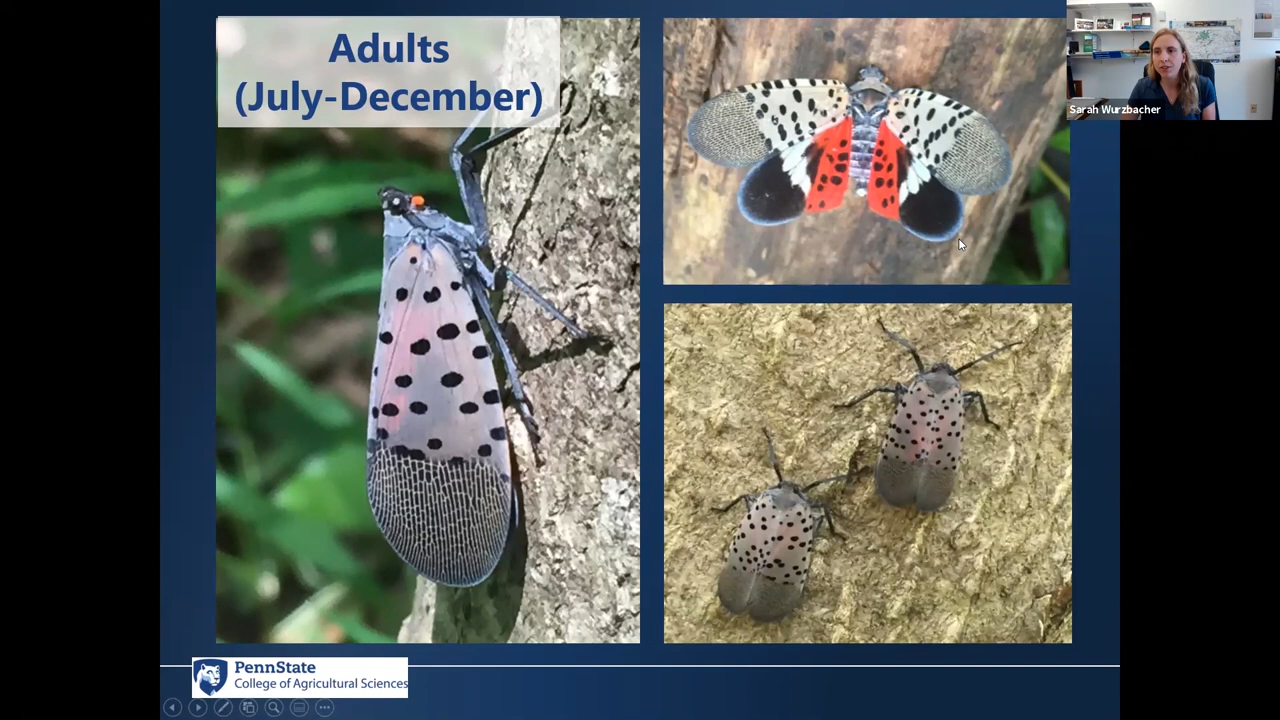 Adults
(July-December)
Sarah Wurzbacher
PennState
College of Agricultural Sciences